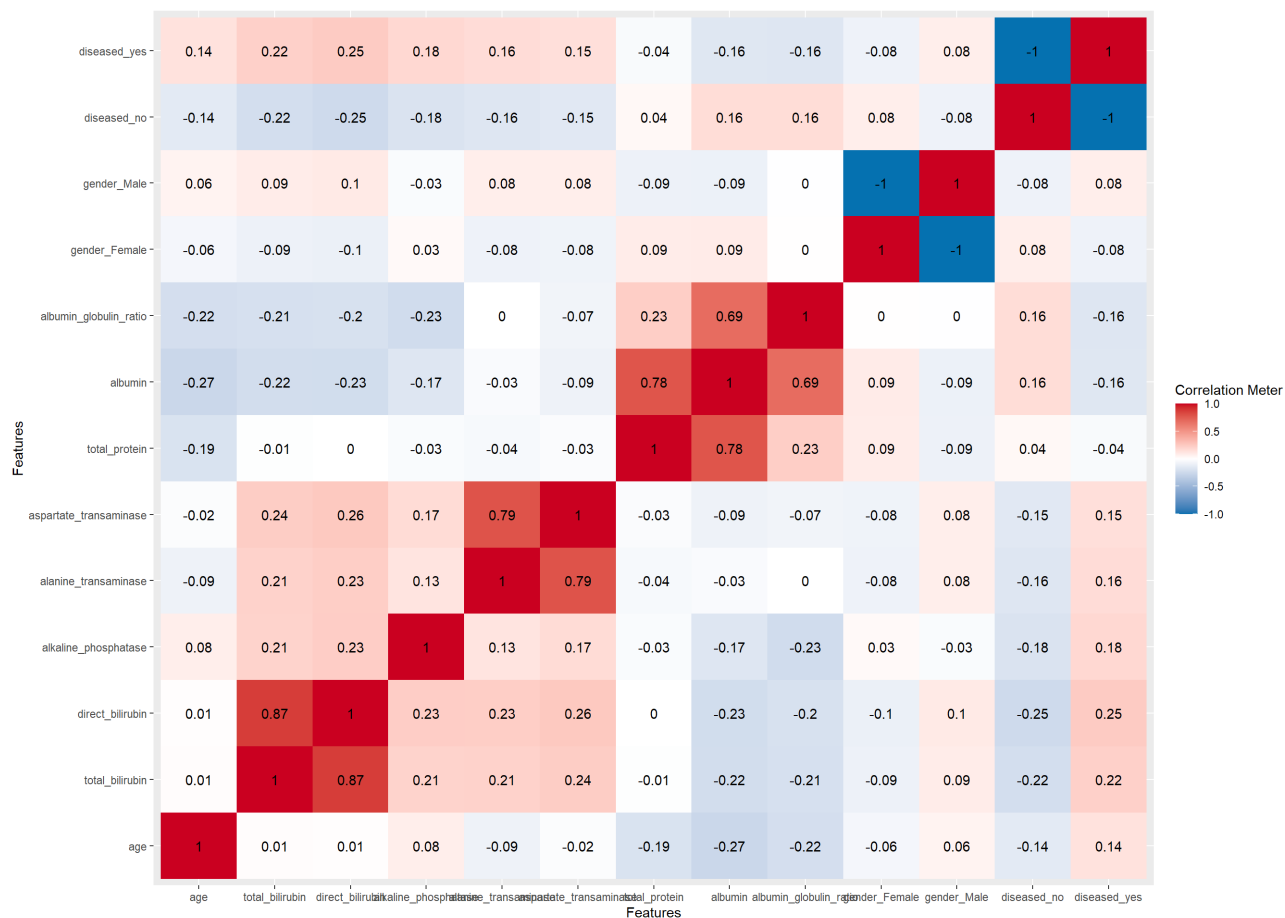 diseased_yes 0.14 0.22 0.25 0.18 0.16 0.15 -0.04 -0.16 -0.16 -0.08 0.08 -1 1
diseased_no -0.14 -0.22 -0.25 -0.18 -0.16 -0.15 0.04 0.16 0.16 0.08 -0.08 1 -1
gender_Male 0.06 0.09 0.1 -0.03 0.08 0.08 -0.09 -0.09 0 -1 1 -0.08 0.08
gender_Female -0.06 -0.09 -0.1 0.03 -0.08 -0.08 0.09 0.09 0 1 -1 0.08 -0.08
albumin_globulin_ratio -0.22 -0.21 -0.2 -0.23 0 -0.07 0.23 0.69 1 0 0 0.16 -0.16
albumin -0.27 -0.22 -0.23 -0.17 -0.03 -0.09 0.78 1 0.69 0.09 -0.09 0.16 -0.16
total_protein -0.19 -0.01 0 -0.03 -0.04 -0.03 1 0.78 0.23 0.09 -0.09 0.04 -0.04
aspartate_transaminase -0.02 0.24 0.26 0.17 0.79 1 -0.03 -0.09 -0.07 -0.08 0.08 -0.15 0.15
alanine_transaminase -0.09 0.21 0.23 0.13 1 0.79 -0.04 -0.03 0 -0.08 0.08 -0.16 0.16
alkaline_phosphatase 0.08 0.21 0.23 1 0.13 0.17 -0.03 -0.17 -0.23 0.03 -0.03 -0.18 0.18
direct_bilirubin 0.01 0.87 1 0.23 0.23 0.26 0 -0.23 -0.2 -0.1 0.1 -0.25 0.25
total_bilirubin 0.01 1 0.87 0.21 0.21 0.24 -0.01 -0.22 -0.21 -0.09 0.09 -0.22 0.22
age 1 0.01 0.01 0.08 -0.09 -0.02 -0.19 -0.27 -0.22 -0.06 0.06 -0.14 0.14
age total_bilirubin direct_bilirubin alkaline_phosphatase alanine_transaminase aspartate_transaminase total_protein albumin albumin_globulin_ratio gender_Female gender_Male diseased_no diseased_yes
Features
Features
Correlation Meter
1.0
0.5
0.0
-0.5
-1.0